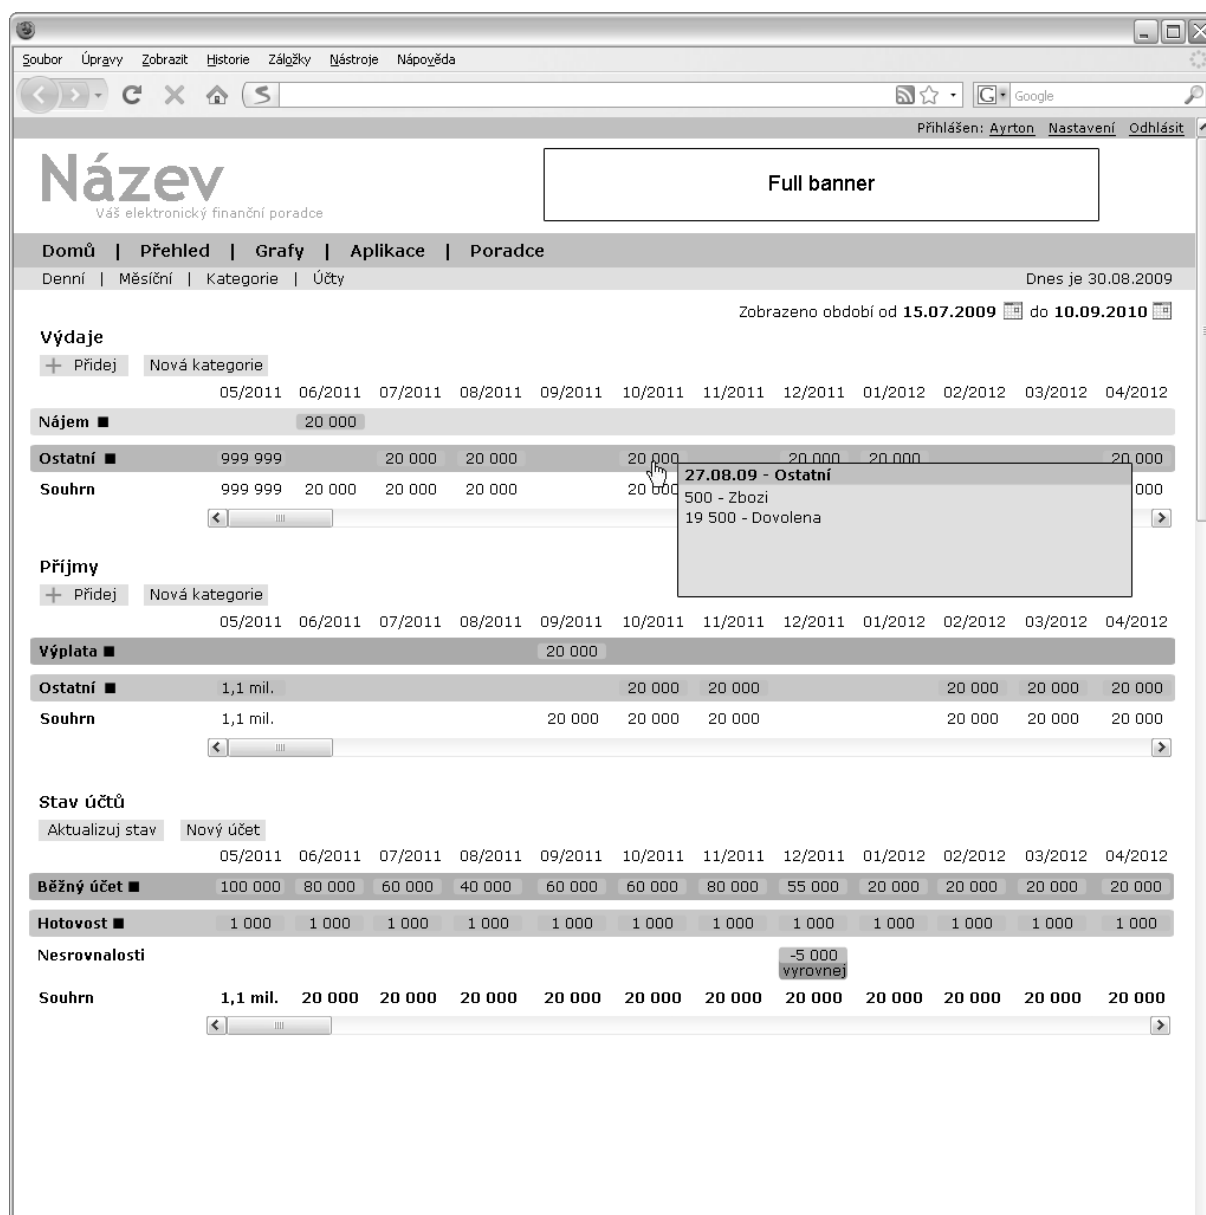 Soubor Úpravy Zobrazit Historie Záložky Nástroje Nápověda
G Google
Přihlášen: Ayrton Nastavení Odhlásit
Název
Váš elektronický finanční poradce
Full banner
Domů | Přehled | Grafy | Aplikace | Poradce
Denní | Měsíční | Kategorie | Účty Dnes je 30.08.2009
Zobrazeno období od 15.07.2009 do 10.09.2010
Výdaje
+ Přidej Nová kategorie
05/2011 06/2011 07/2011 08/2011 09/2011 10/2011 11/2011 12/2011 01/2012 02/2012 03/2012 04/2012
Nájem 20 000
Ostatní 999 999 20 000 20 000 20 000 20 000 20 000 20 000
27.08.09 - Ostatní
Souhrn 999 999 20 000 20 000 20 000 20 000 000
500 - Zbozi
19 500 - Dovolena
Příjmy
+ Přidej Nová kategorie
05/2011 06/2011 07/2011 08/2011 09/2011 10/2011 11/2011 12/2011 01/2012 02/2012 03/2012 04/2012
Výplata 20 000
Ostatní 1,1 mil. 20 000 20 000 20 000 20 000 20 000
Souhrn 1,1 mil. 20 000 20 000 20 000 20 000 20 000 20 000
Stav účtů
Aktualizuj stav Nový účet
05/2011 06/2011 07/2011 08/2011 09/2011 10/2011 11/2011 12/2011 01/2012 02/2012 03/2012 04/2012
Běžný účet 100 000 80 000 60 000 40 000 60 000 60 000 80 000 55 000 20 000 20 000 20 000 20 000
Hotovost 1 000 1 000 1 000 1 000 1 000 1 000 1 000 1 000 1 000 1 000 1 000 1 000
Nesrovnalosti -5 000
vyrovnej
Souhrn 1,1 mil. 20 000 20 000 20 000 20 000 20 000 20 000 20 000 20 000 20 000 20 000 20 000